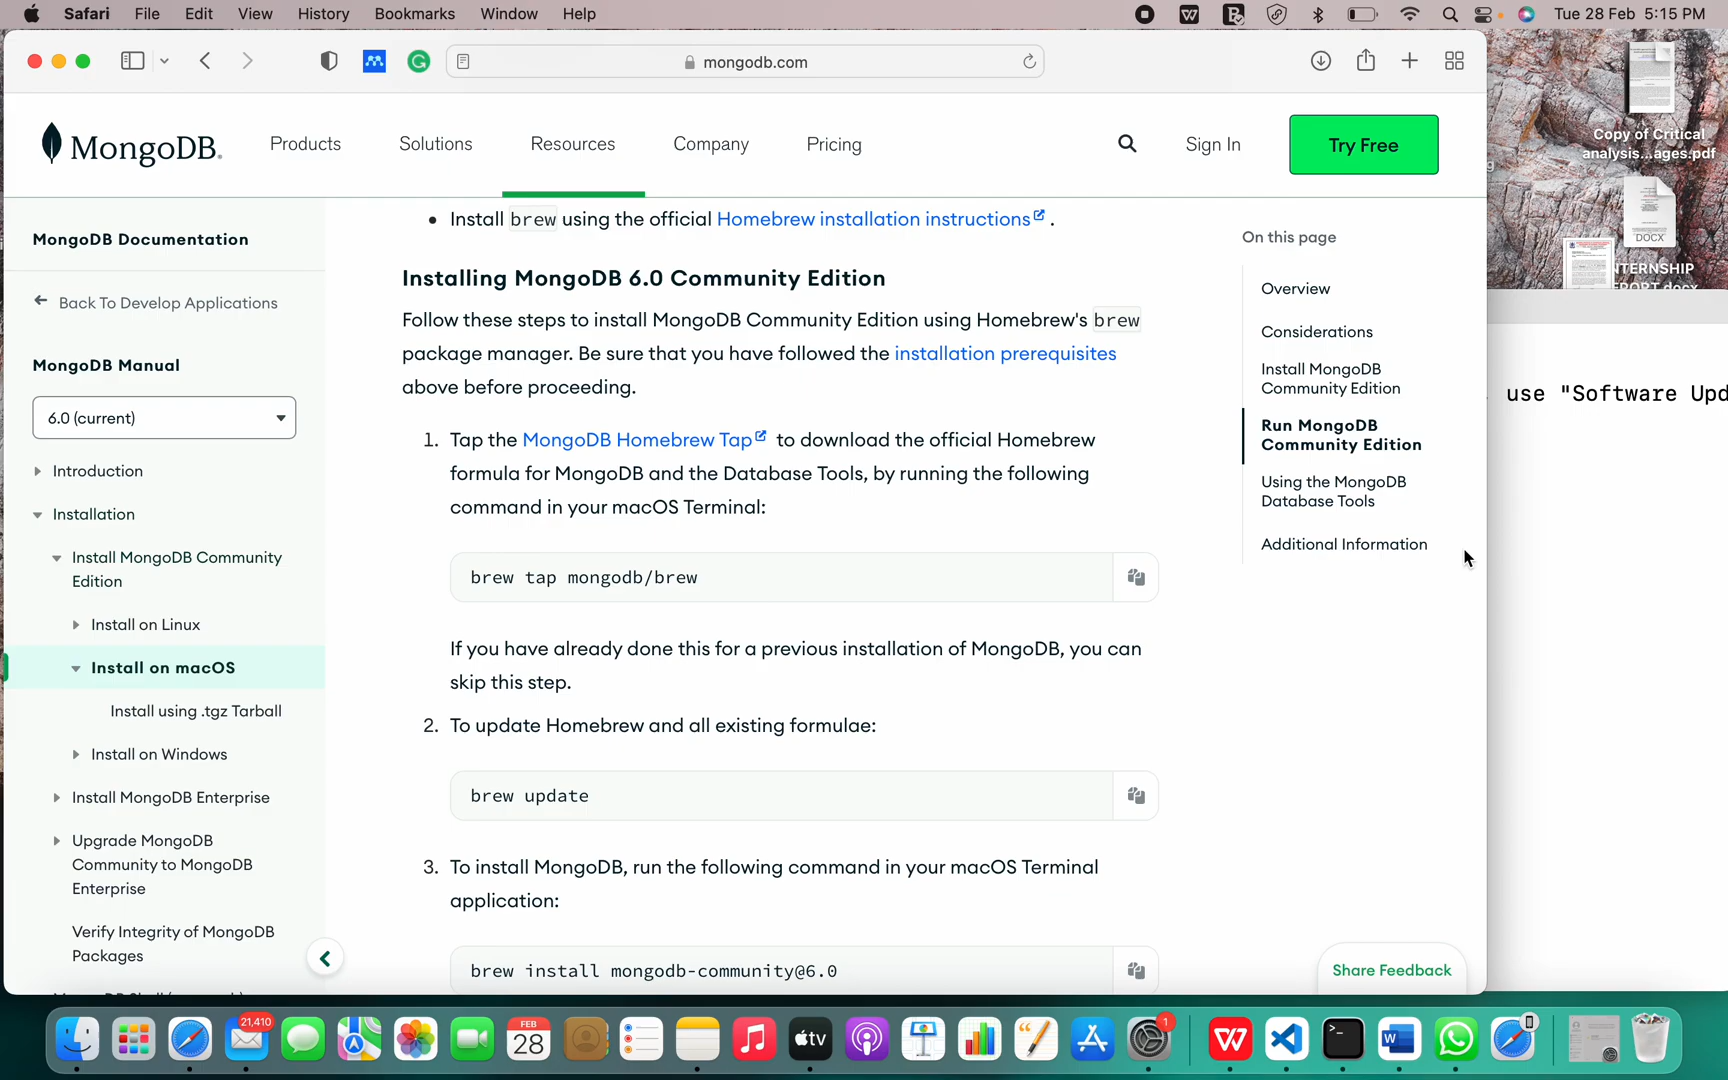 Safari File Edit View History Bookmarks Window Help Tue 28 Feb 5:15 PM
mongodb.com
MongoDB. Products Solutions Resources Company Pricing Sign In Try Free
MongoDB Documentation
Back To Develop Applications
MongoDB Manual
6.0 (current)
Introduction
Installation
Install MongoDB Community
Edition
Install on Linux
Install on macOS
Install using .tgz Tarball
Install on Windows
Install MongoDB Enterprise
Upgrade MongoDB
Community to MongoDB
Enterprise
Verify Integrity of MongoDB
Packages
• Install brew using the official Homebrew installation instructions .
Installing MongoDB 6.0 Community Edition
Follow these steps to install MongoDB Community Edition using Homebrew's brew
package manager. Be sure that you have followed the installation prerequisites
above before proceeding.
1. Tap the MongoDB Homebrew Tap to download the official Homebrew
formula for MongoDB and the Database Tools, by running the following
command in your macOS Terminal:
brew tap mongodb/brew
If you have already done this for a previous installation of MongoDB, you can
skip this step.
2. To update Homebrew and all existing formulae:
brew update
3. To install MongoDB, run the following command in your macOS Terminal
application:
brew install mongodb-community@6.0
On this page
Overview
Considerations
Install MongoDB
Community Edition
Run MongoDB
Community Edition
Using the MongoDB
Database Tools
Additional Information
Share Feedback
Copy of Critical
analysis...ages.pdf
DOCX
use "Software Upd
21,410
FEB
28
tv
1